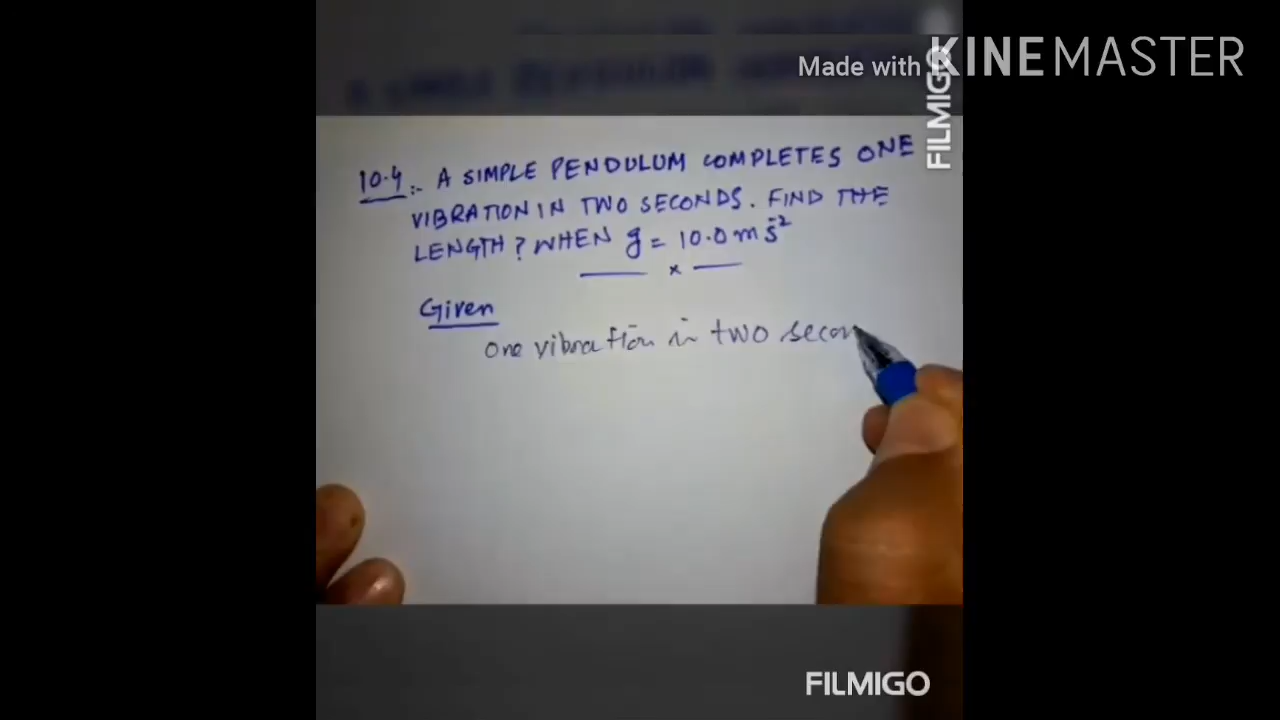 Made with KINEMASTER
FILMIGO
10.4:- A SIMPLE PENDULUM COMPLETES ONE
VIBRATION IN TWO SECONDS. FIND THE
LENGTH? WHEN g = 10.0 m s⁻²
x
Given
One vibration in two secon
FILMIGO